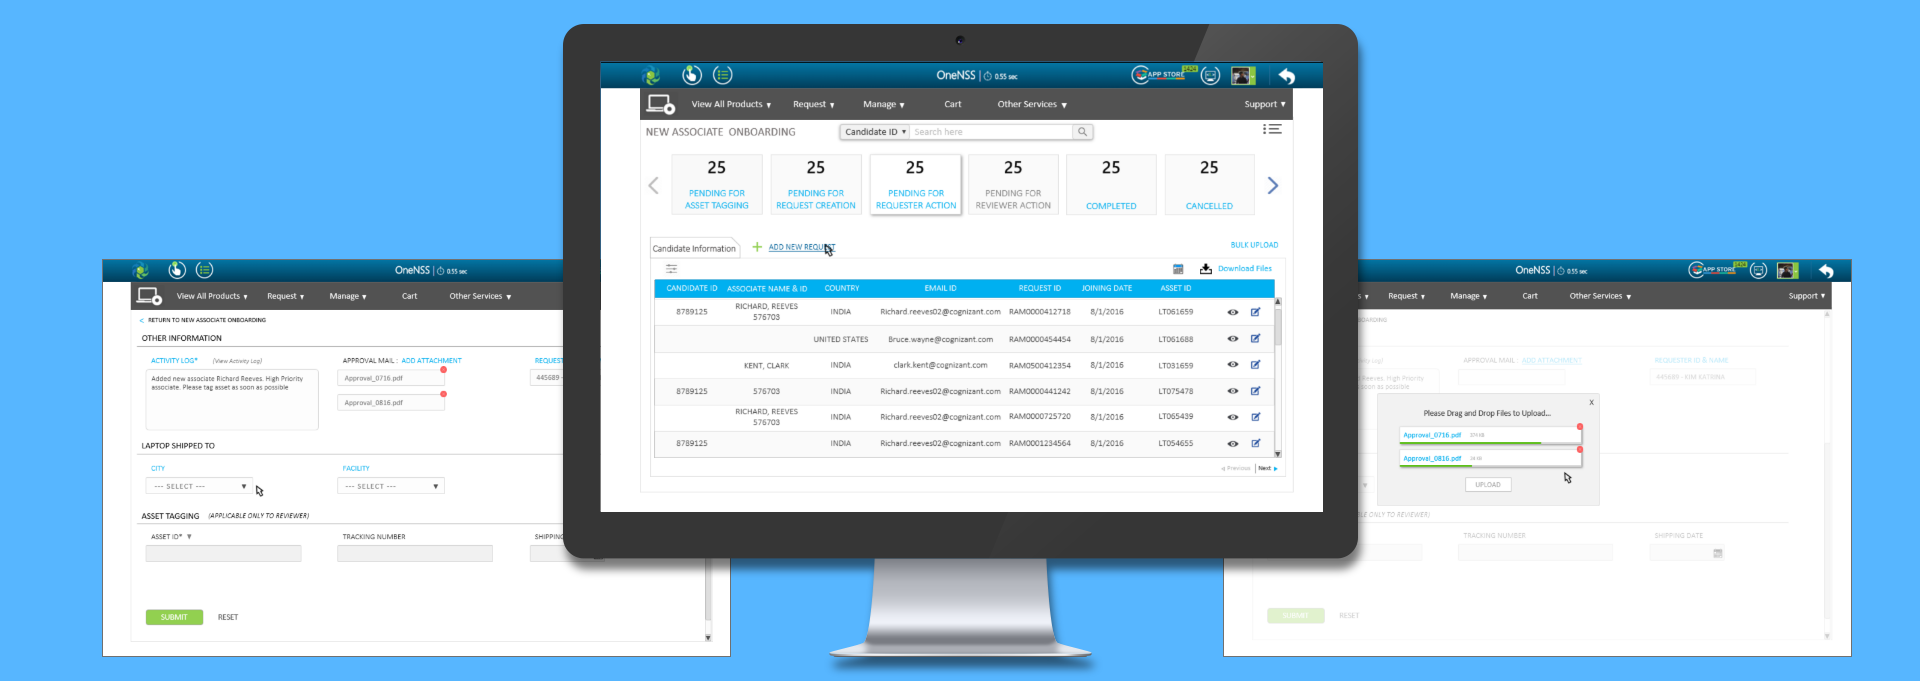 OneNSS | 0.55 sec
APP STORE
View All Products ▾ Request ▾ Manage ▾ Cart Other Services ▾ Support ▾
NEW ASSOCIATE ONBOARDING Candidate ID ▾ Search here
25 25 25 25 25 25
PENDING FOR ASSET TAGGING
PENDING FOR REQUEST CREATION
PENDING FOR REQUESTER ACTION
PENDING FOR REVIEWER ACTION
COMPLETED
CANCELLED
Candidate Information + ADD NEW REQUEST BULK UPLOAD
Download Files
CANDIDATE ID ASSOCIATE NAME & ID COUNTRY EMAIL ID REQUEST ID JOINING DATE ASSET ID
8789125 RICHARD, REEVES 576703 INDIA Richard.reeves02@cognizant.com RAM0000412718 8/1/2016 LT061659
UNITED STATES Bruce.wayne@cognizant.com RAM0000454454 8/1/2016 LT061688
KENT, CLARK INDIA clark.kent@cognizant.com RAM0500412354 8/1/2016 LT031659
8789125 576703 INDIA Richard.reeves02@cognizant.com RAM0000441242 8/1/2016 LT075478
RICHARD, REEVES 576703 INDIA Richard.reeves02@cognizant.com RAM0000725720 8/1/2016 LT065439
8789125 INDIA Richard.reeves02@cognizant.com RAM0001234564 8/1/2016 LT054655
Previous | Next
OneNSS | 0.55 sec
View All Products ▾ Request ▾ Manage ▾ Cart Other Services ▾
< RETURN TO NEW ASSOCIATE ONBOARDING
OTHER INFORMATION
ACTIVITY LOG* (View Activity Log) APPROVAL MAIL : ADD ATTACHMENT REQUEST
Added new associate Richard Reeves. High Priority
associate. Please tag asset as soon as possible
Approval_0716.pdf 445689 -
Approval_0816.pdf
LAPTOP SHIPPED TO
CITY FACILITY
--- SELECT --- ▼ --- SELECT --- ▼
ASSET TAGGING (APPLICABLE ONLY TO REVIEWER)
ASSET ID* ▼ TRACKING NUMBER SHIPPING
SUBMIT RESET
OneNSS | 0.55 sec
APP STORE
s ▾ Request ▾ Manage ▾ Cart Other Services ▾ Support ▾
APPROVAL MAIL : ADD ATTACHMENT REQUESTER ID & NAME
Reeves. High Priority
soon as possible
445689 - KIM KATRINA
X
Please Drag and Drop Files to Upload...
Approval_0716.pdf
Approval_0816.pdf
UPLOAD
ONLY TO REVIEWER)
TRACKING NUMBER SHIPPING DATE
SUBMIT RESET